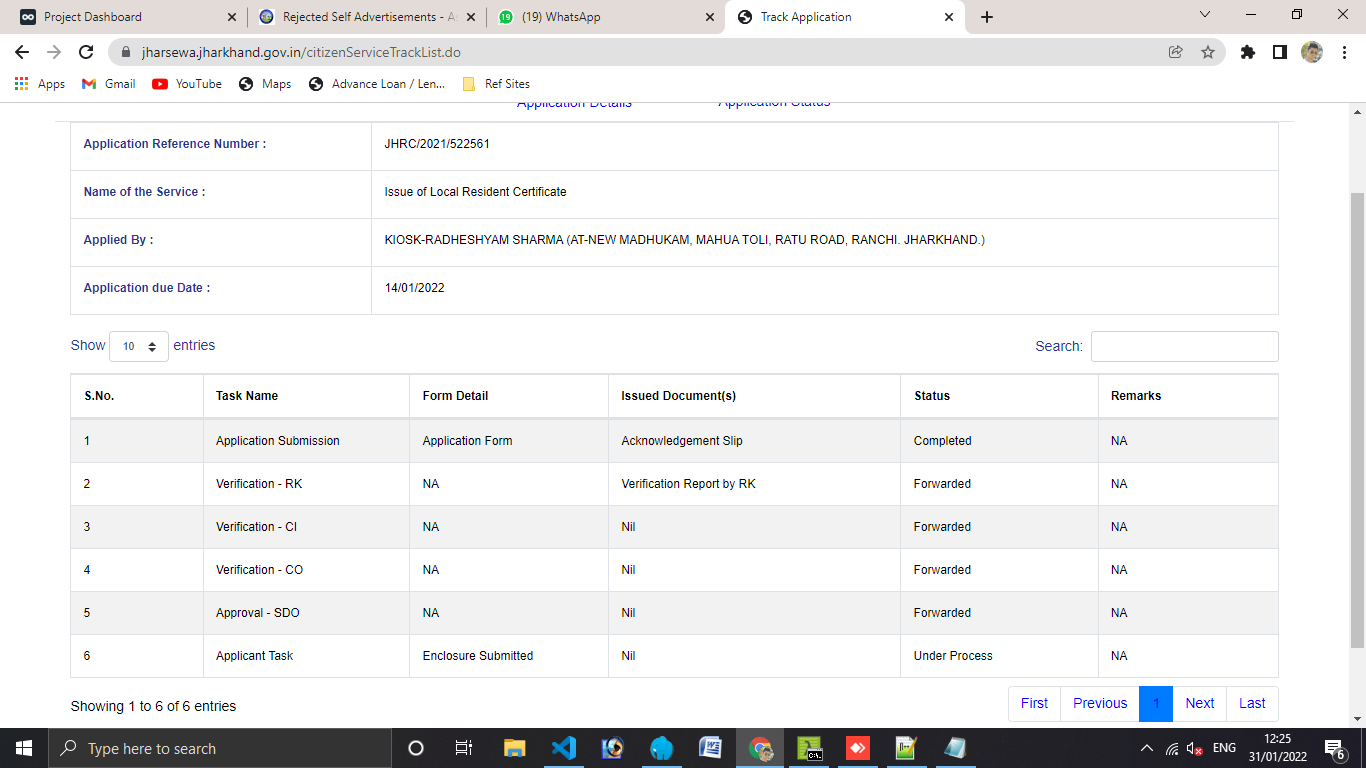 Project Dashboard
Rejected Self Advertisements - A
(19) WhatsApp
Track Application
jharsewa.jharkhand.gov.in/citizenServiceTrackList.do
Apps Gmail YouTube Maps Advance Loan / Len... Ref Sites
Application Details Application Status
Application Reference Number : JHRC/2021/522561
Name of the Service : Issue of Local Resident Certificate
Applied By : KIOSK-RADHESHYAM SHARMA (AT-NEW MADHUKAM, MAHUA TOLI, RATU ROAD, RANCHI. JHARKHAND.)
Application due Date : 14/01/2022
Show 10 entries Search:
S.No. Task Name Form Detail Issued Document(s) Status Remarks
1 Application Submission Application Form Acknowledgement Slip Completed NA
2 Verification - RK NA Verification Report by RK Forwarded NA
3 Verification - CI NA Nil Forwarded NA
4 Verification - CO NA Nil Forwarded NA
5 Approval - SDO NA Nil Forwarded NA
6 Applicant Task Enclosure Submitted Nil Under Process NA
Showing 1 to 6 of 6 entries First Previous 1 Next Last
Type here to search
ENG
12:25
31/01/2022
6